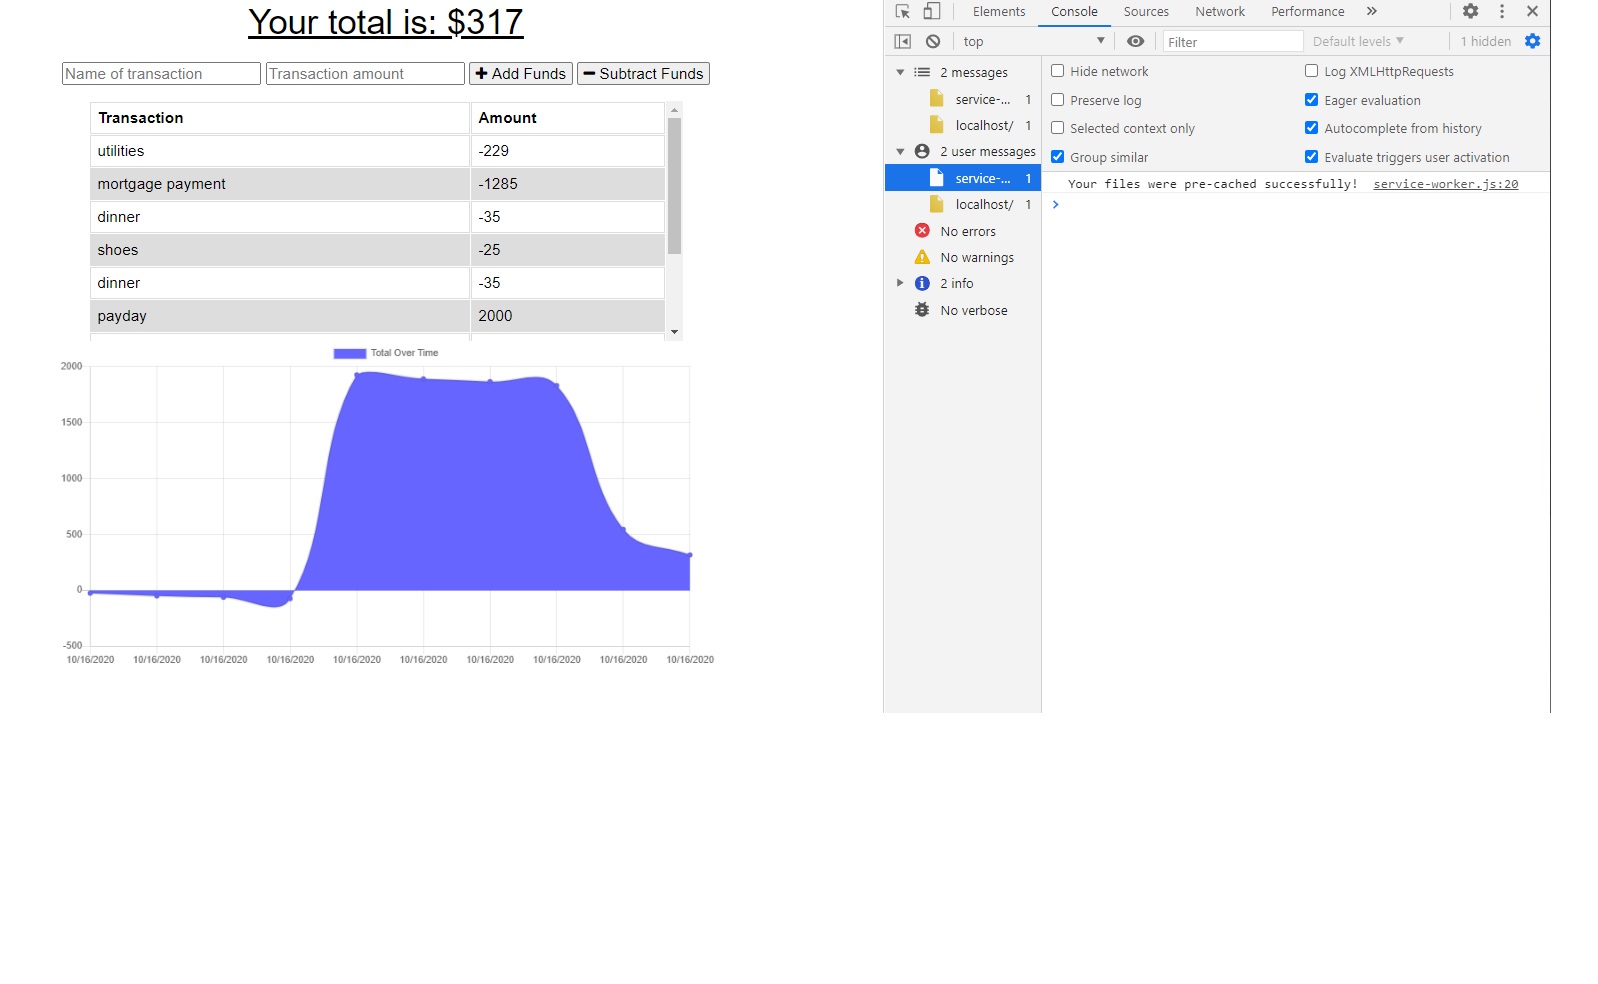 Your total is: $317
Name of transaction Transaction amount Add Funds Subtract Funds
Transaction Amount
utilities -229
mortgage payment -1285
dinner -35
shoes -25
dinner -35
payday 2000
Total Over Time
2000
1500
1000
500
0
-500
10/16/2020 10/16/2020 10/16/2020 10/16/2020 10/16/2020 10/16/2020 10/16/2020 10/16/2020 10/16/2020 10/16/2020
Elements Console Sources Network Performance »
top Filter Default levels 1 hidden
2 messages
service-... 1
localhost/ 1
2 user messages
service-... 1
localhost/ 1
No errors
No warnings
2 info
No verbose
Hide network Log XMLHttpRequests
Preserve log Eager evaluation
Selected context only Autocomplete from history
Group similar Evaluate triggers user activation
Your files were pre-cached successfully! service-worker.js:20